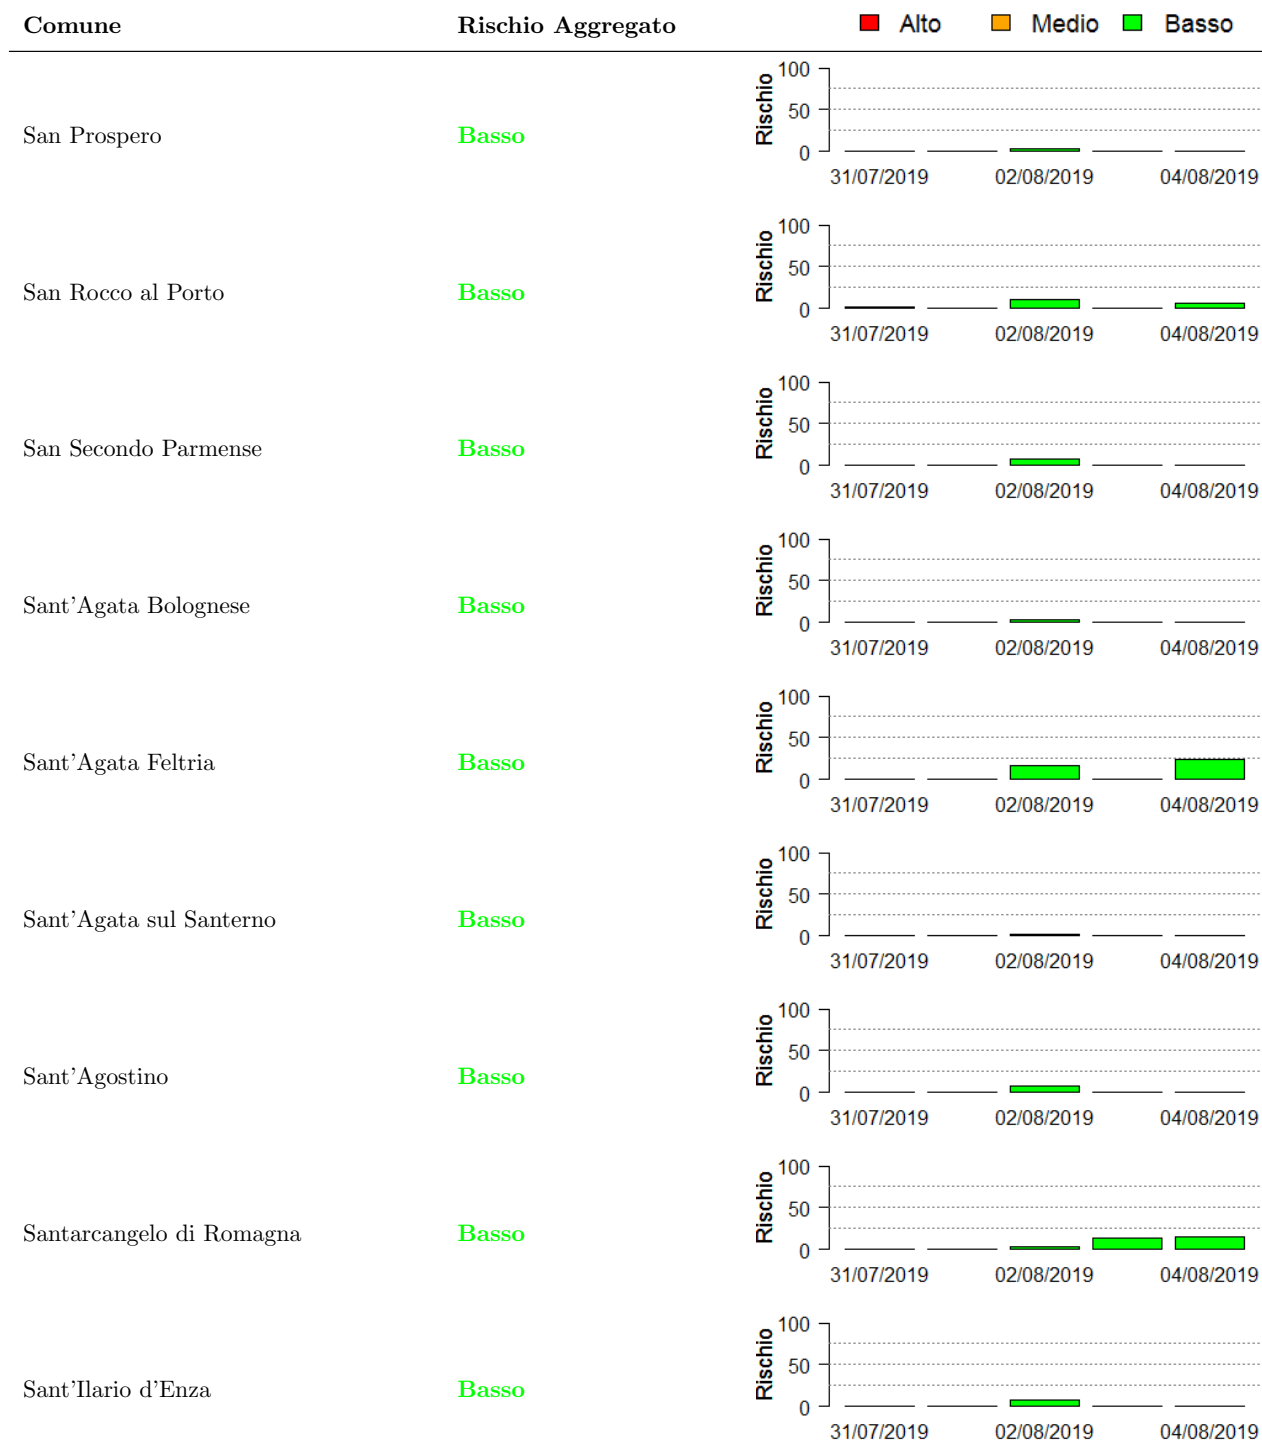 Comune Rischio Aggregato Alto Medio Basso
100
50
0
Rischio
San Prospero Basso
31/07/2019 02/08/2019 04/08/2019
100
50
0
Rischio
San Rocco al Porto Basso
31/07/2019 02/08/2019 04/08/2019
100
50
0
Rischio
San Secondo Parmense Basso
31/07/2019 02/08/2019 04/08/2019
100
50
0
Rischio
Sant'Agata Bolognese Basso
31/07/2019 02/08/2019 04/08/2019
100
50
0
Rischio
Sant'Agata Feltria Basso
31/07/2019 02/08/2019 04/08/2019
100
50
0
Rischio
Sant'Agata sul Santerno Basso
31/07/2019 02/08/2019 04/08/2019
100
50
0
Rischio
Sant'Agostino Basso
31/07/2019 02/08/2019 04/08/2019
100
50
0
Rischio
Santarcangelo di Romagna Basso
31/07/2019 02/08/2019 04/08/2019
100
50
0
Rischio
Sant'Ilario d'Enza Basso
31/07/2019 02/08/2019 04/08/2019